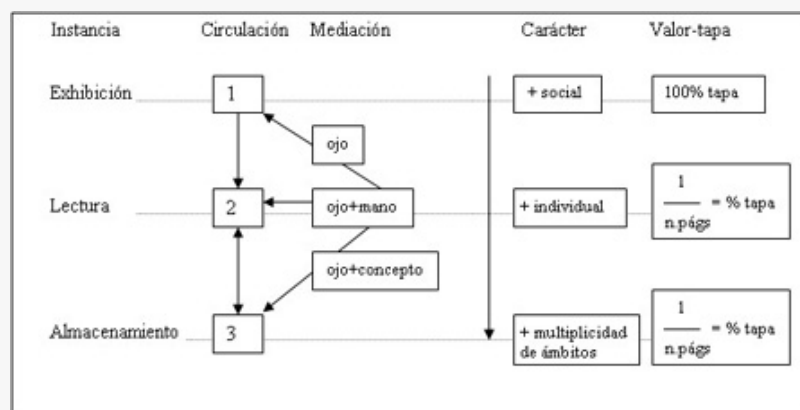 Instancia Circulación Mediación Carácter Valor-tapa
Exhibición 1 + social 100% tapa
ojo
Lectura 2 ojo+mano + individual 1 / n.págs = % tapa
ojo+concepto
Almacenamiento 3 + multiplicidad
de ámbitos 1 / n.págs = % tapa